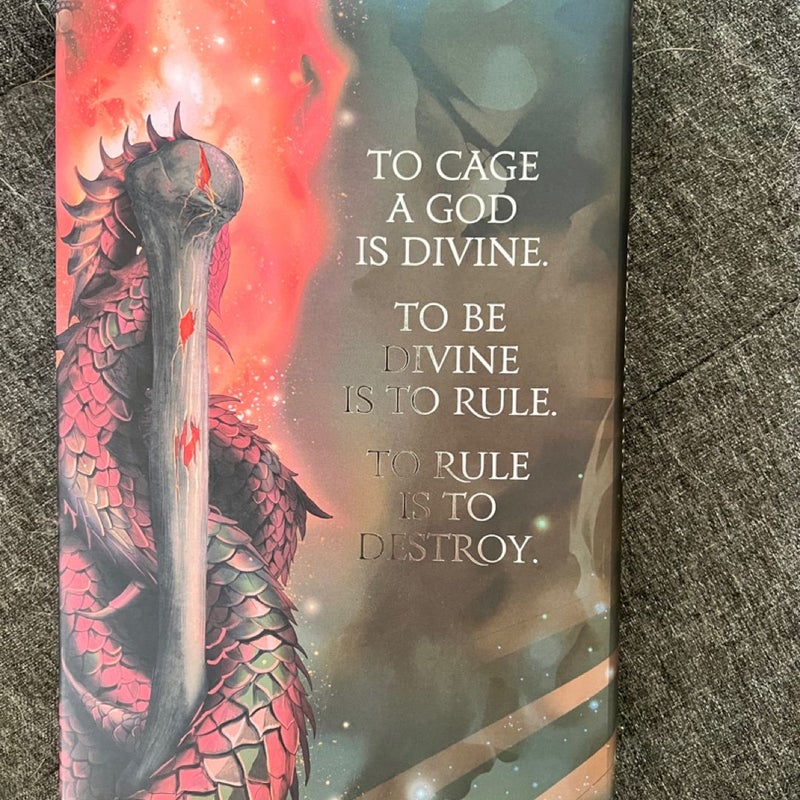 TO CAGE
A GOD
IS DIVINE.
TO BE
DIVINE
IS TO RULE.
TO RULE
IS TO
DESTROY.